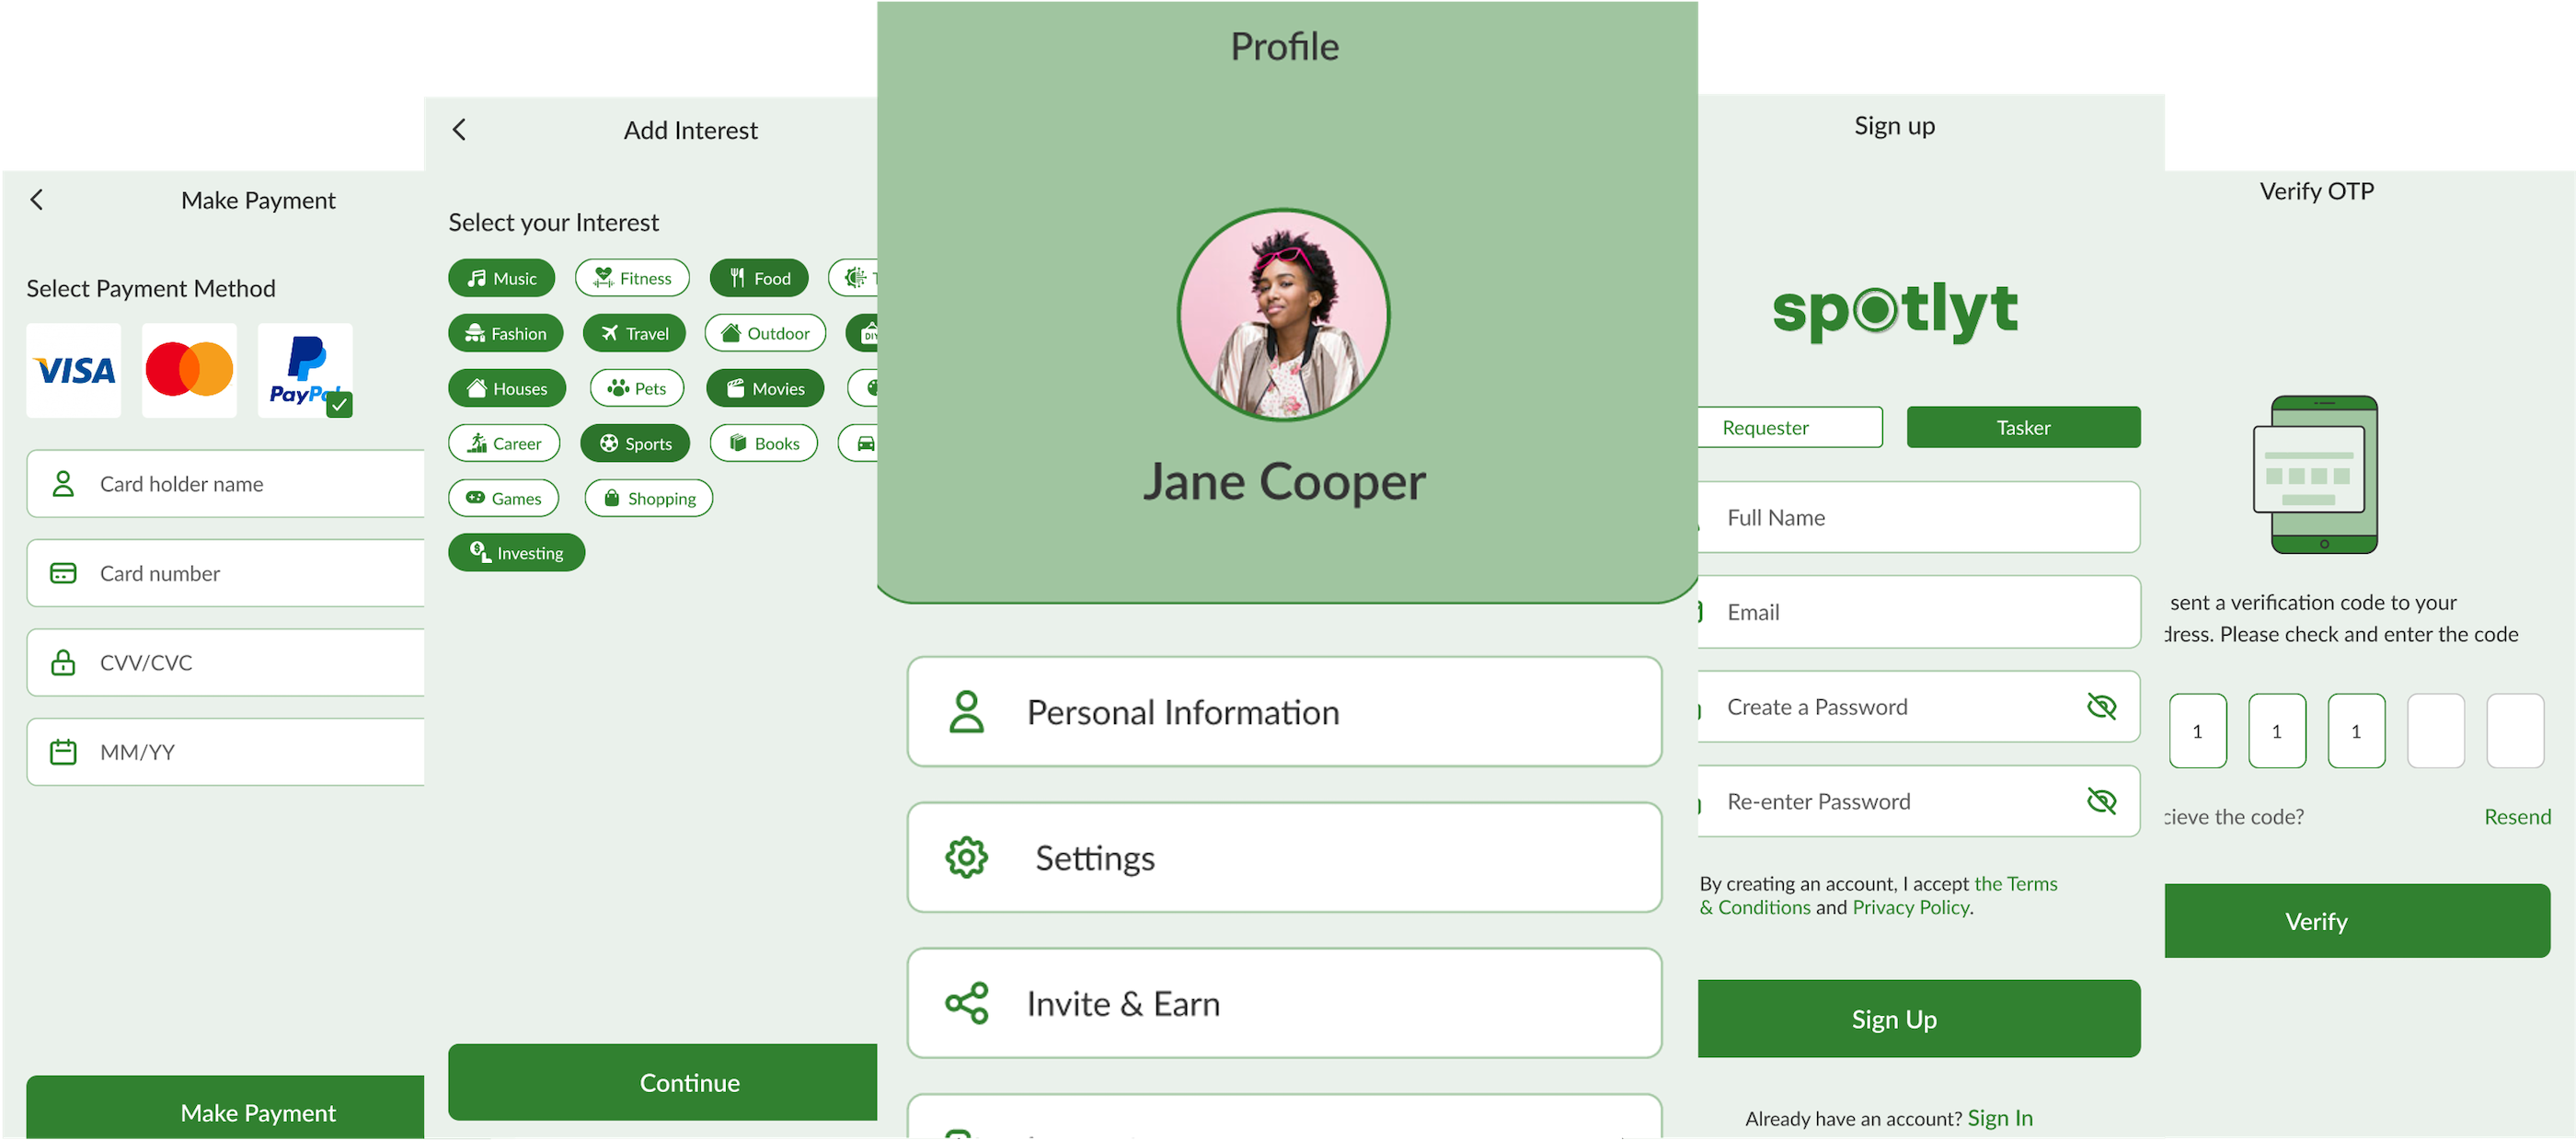 Make Payment
Select Payment Method
VISA
PayPal
Card holder name
Card number
CVV/CVC
MM/YY
Make Payment
Add Interest
Select your Interest
Music Fitness Food T
Fashion Travel Outdoor DIY
Houses Pets Movies
Career Sports Books
Games Shopping
Investing
Continue
Profile
Jane Cooper
Personal Information
Settings
Invite & Earn
Sign up
spotlyt
Requester Tasker
Full Name
Email
Create a Password
Re-enter Password
By creating an account, I accept the Terms
& Conditions and Privacy Policy.
Sign Up
Already have an account? Sign In
Verify OTP
sent a verification code to your
dress. Please check and enter the code
1 1 1
cieve the code? Resend
Verify